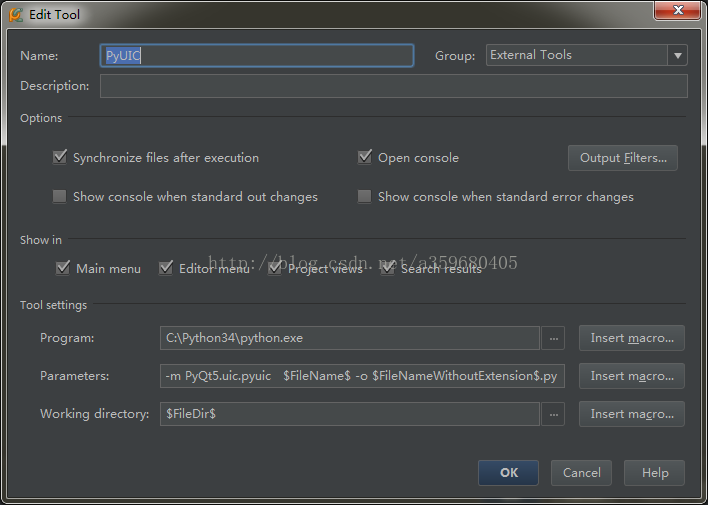 Edit Tool
Name: PyUIC Group: External Tools
Description:
Options
Synchronize files after execution Open console Output Filters...
Show console when standard out changes Show console when standard error changes
Show in
http://blog.csdn.net/a359680405
Main menu Editor menu Project views Search results
Tool settings
Program: C:\Python34\python.exe ... Insert macro...
Parameters: -m PyQt5.uic.pyuic $FileName$ -o $FileNameWithoutExtension$.py Insert macro...
Working directory: $FileDir$ ... Insert macro...
OK Cancel Help